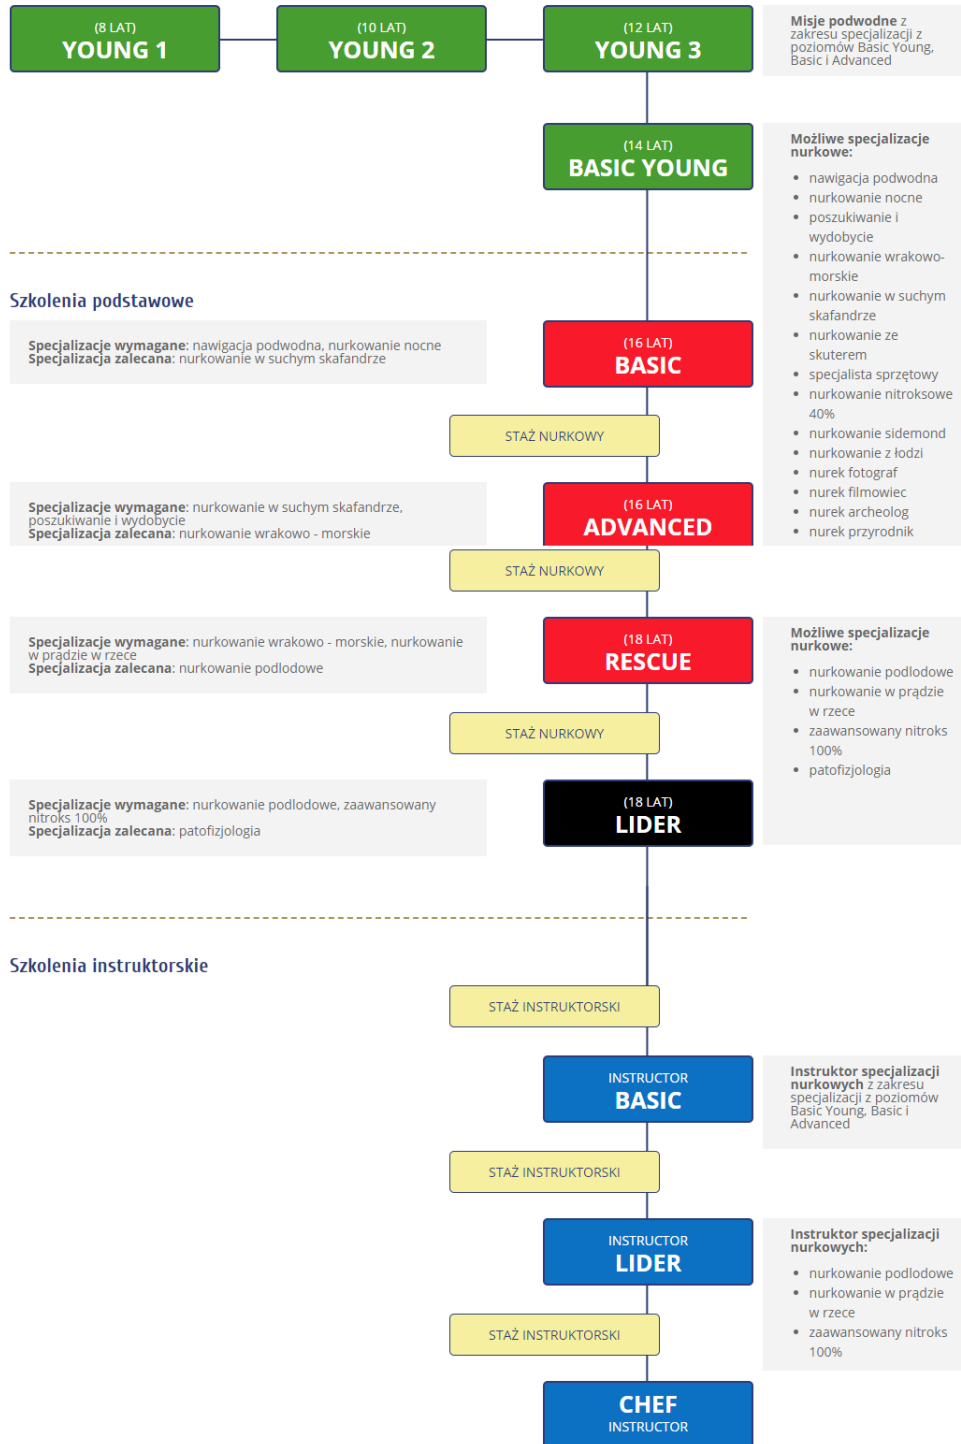 (8 LAT)
YOUNG 1
(10 LAT)
YOUNG 2
(12 LAT)
YOUNG 3
Misje podwodne z
zakresu specjalizacji z
poziomów Basic Young,
Basic i Advanced
(14 LAT)
BASIC YOUNG
Możliwe specjalizacje
nurkowe:
nawigacja podwodna
nurkowanie nocne
poszukiwanie i
wydobycie
nurkowanie wrakowo-
morskie
nurkowanie w suchym
skafandrze
nurkowanie ze
skuterem
specjalista sprzętowy
nurkowanie nitroksowe
40%
nurkowanie sidemond
nurkowanie z łodzi
nurek fotograf
nurek filmowiec
nurek archeolog
nurek przyrodnik
Szkolenia podstawowe
Specjalizacje wymagane: nawigacja podwodna, nurkowanie nocne
Specjalizacja zalecana: nurkowanie w suchym skafandrze
(16 LAT)
BASIC
STAŻ NURKOWY
Specjalizacje wymagane: nurkowanie w suchym skafandrze,
poszukiwanie i wydobycie
Specjalizacja zalecana: nurkowanie wrakowo - morskie
(16 LAT)
ADVANCED
STAŻ NURKOWY
Specjalizacje wymagane: nurkowanie wrakowo - morskie, nurkowanie
w prądzie w rzece
Specjalizacja zalecana: nurkowanie podlodowe
(18 LAT)
RESCUE
Możliwe specjalizacje
nurkowe:
nurkowanie podlodowe
nurkowanie w prądzie
w rzece
zaawansowany nitroks
100%
patofizjologia
STAŻ NURKOWY
Specjalizacje wymagane: nurkowanie podlodowe, zaawansowany
nitroks 100%
Specjalizacja zalecana: patofizjologia
(18 LAT)
LIDER
Szkolenia instruktorskie
STAŻ INSTRUKTORSKI
INSTRUCTOR
BASIC
Instruktor specjalizacji
nurkowych z zakresu
specjalizacji z poziomów
Basic Young, Basic i
Advanced
STAŻ INSTRUKTORSKI
INSTRUCTOR
LIDER
Instruktor specjalizacji
nurkowych:
nurkowanie podlodowe
nurkowanie w prądzie
w rzece
zaawansowany nitroks
100%
STAŻ INSTRUKTORSKI
CHEF
INSTRUCTOR